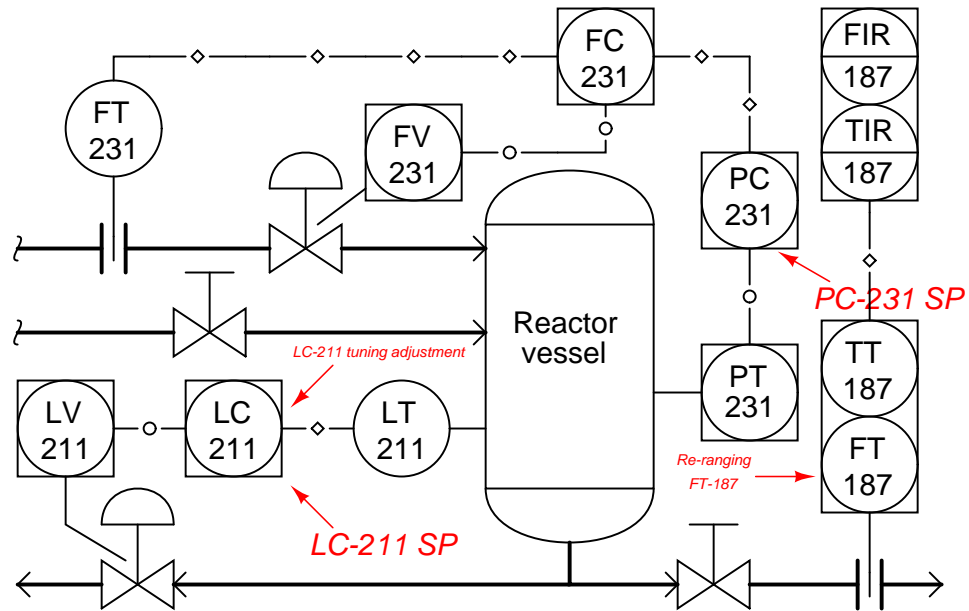 FT
231
FV
231
FC
231
PC
231
FIR
187
TIR
187
PC-231 SP
Reactor
vessel
LC-211 tuning adjustment
LV
211
LC
211
LT
211
PT
231
TT
187
FT
187
Re-ranging
FT-187
LC-211 SP